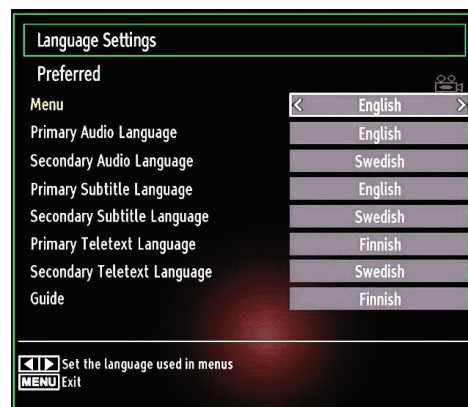 Language Settings
Preferred
Menu < English >
Primary Audio Language English
Secondary Audio Language Swedish
Primary Subtitle Language English
Secondary Subtitle Language Swedish
Primary Teletext Language Finnish
Secondary Teletext Language Swedish
Guide Finnish
Set the language used in menus
MENU Exit